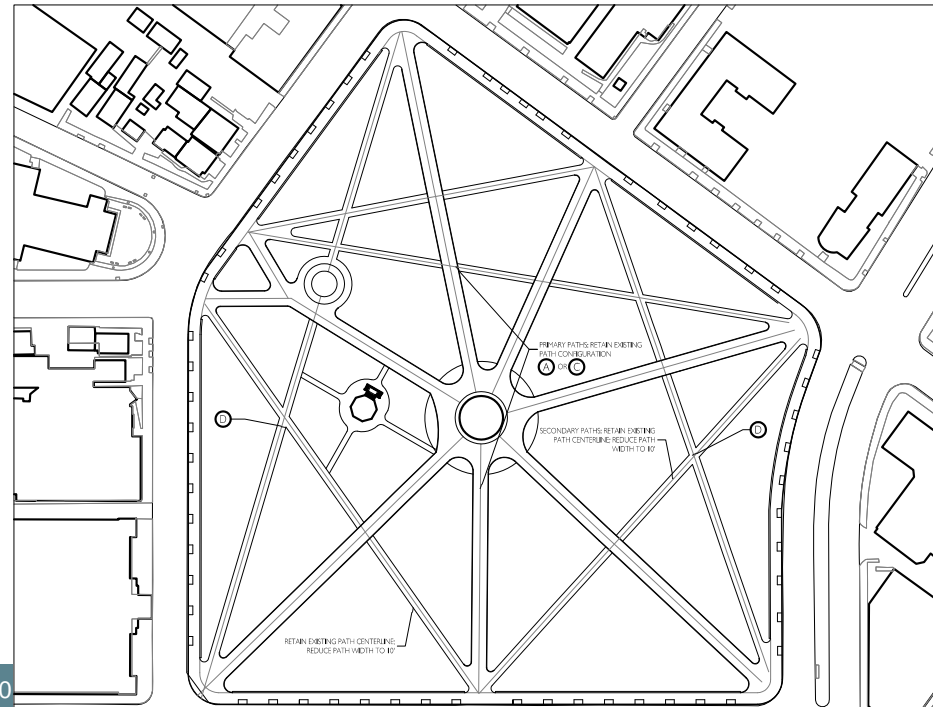 PRIMARY PATHS: RETAIN EXISTING
PATH CONFIGURATION
A OR C
SECONDARY PATHS: RETAIN EXISTING
PATH CENTERLINE; REDUCE PATH
WIDTH TO 10'
D
D
RETAIN EXISTING PATH CENTERLINE;
REDUCE PATH WIDTH TO 10'
0